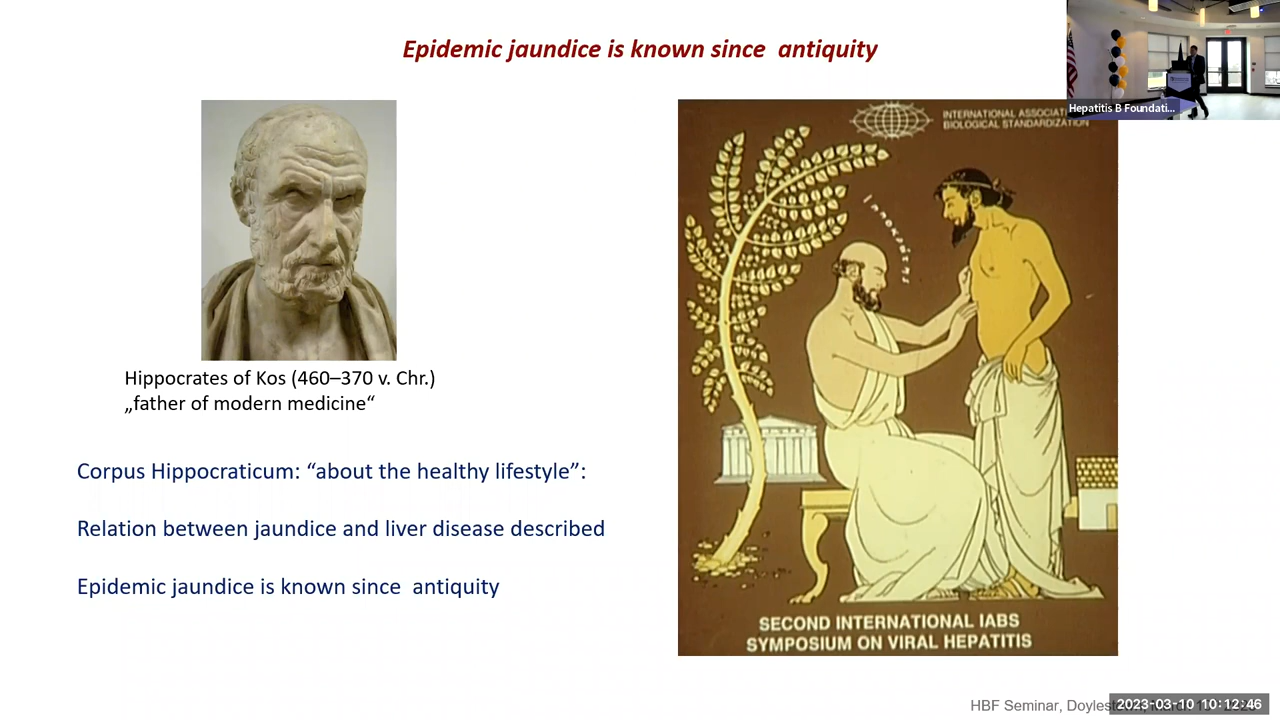 Epidemic jaundice is known since antiquity
Hepatitis B Foundati...
INTERNATIONAL
BIOLOGICAL STANDARDIZATION
Ιπποκράτης
Hippocrates of Kos (460–370 v. Chr.)
„father of modern medicine“
Corpus Hippocraticum: “about the healthy lifestyle”:
Relation between jaundice and liver disease described
Epidemic jaundice is known since antiquity
SECOND INTERNATIONAL IABS
SYMPOSIUM ON VIRAL HEPATITIS
HBF Seminar,
2023-03-10 10:12:46